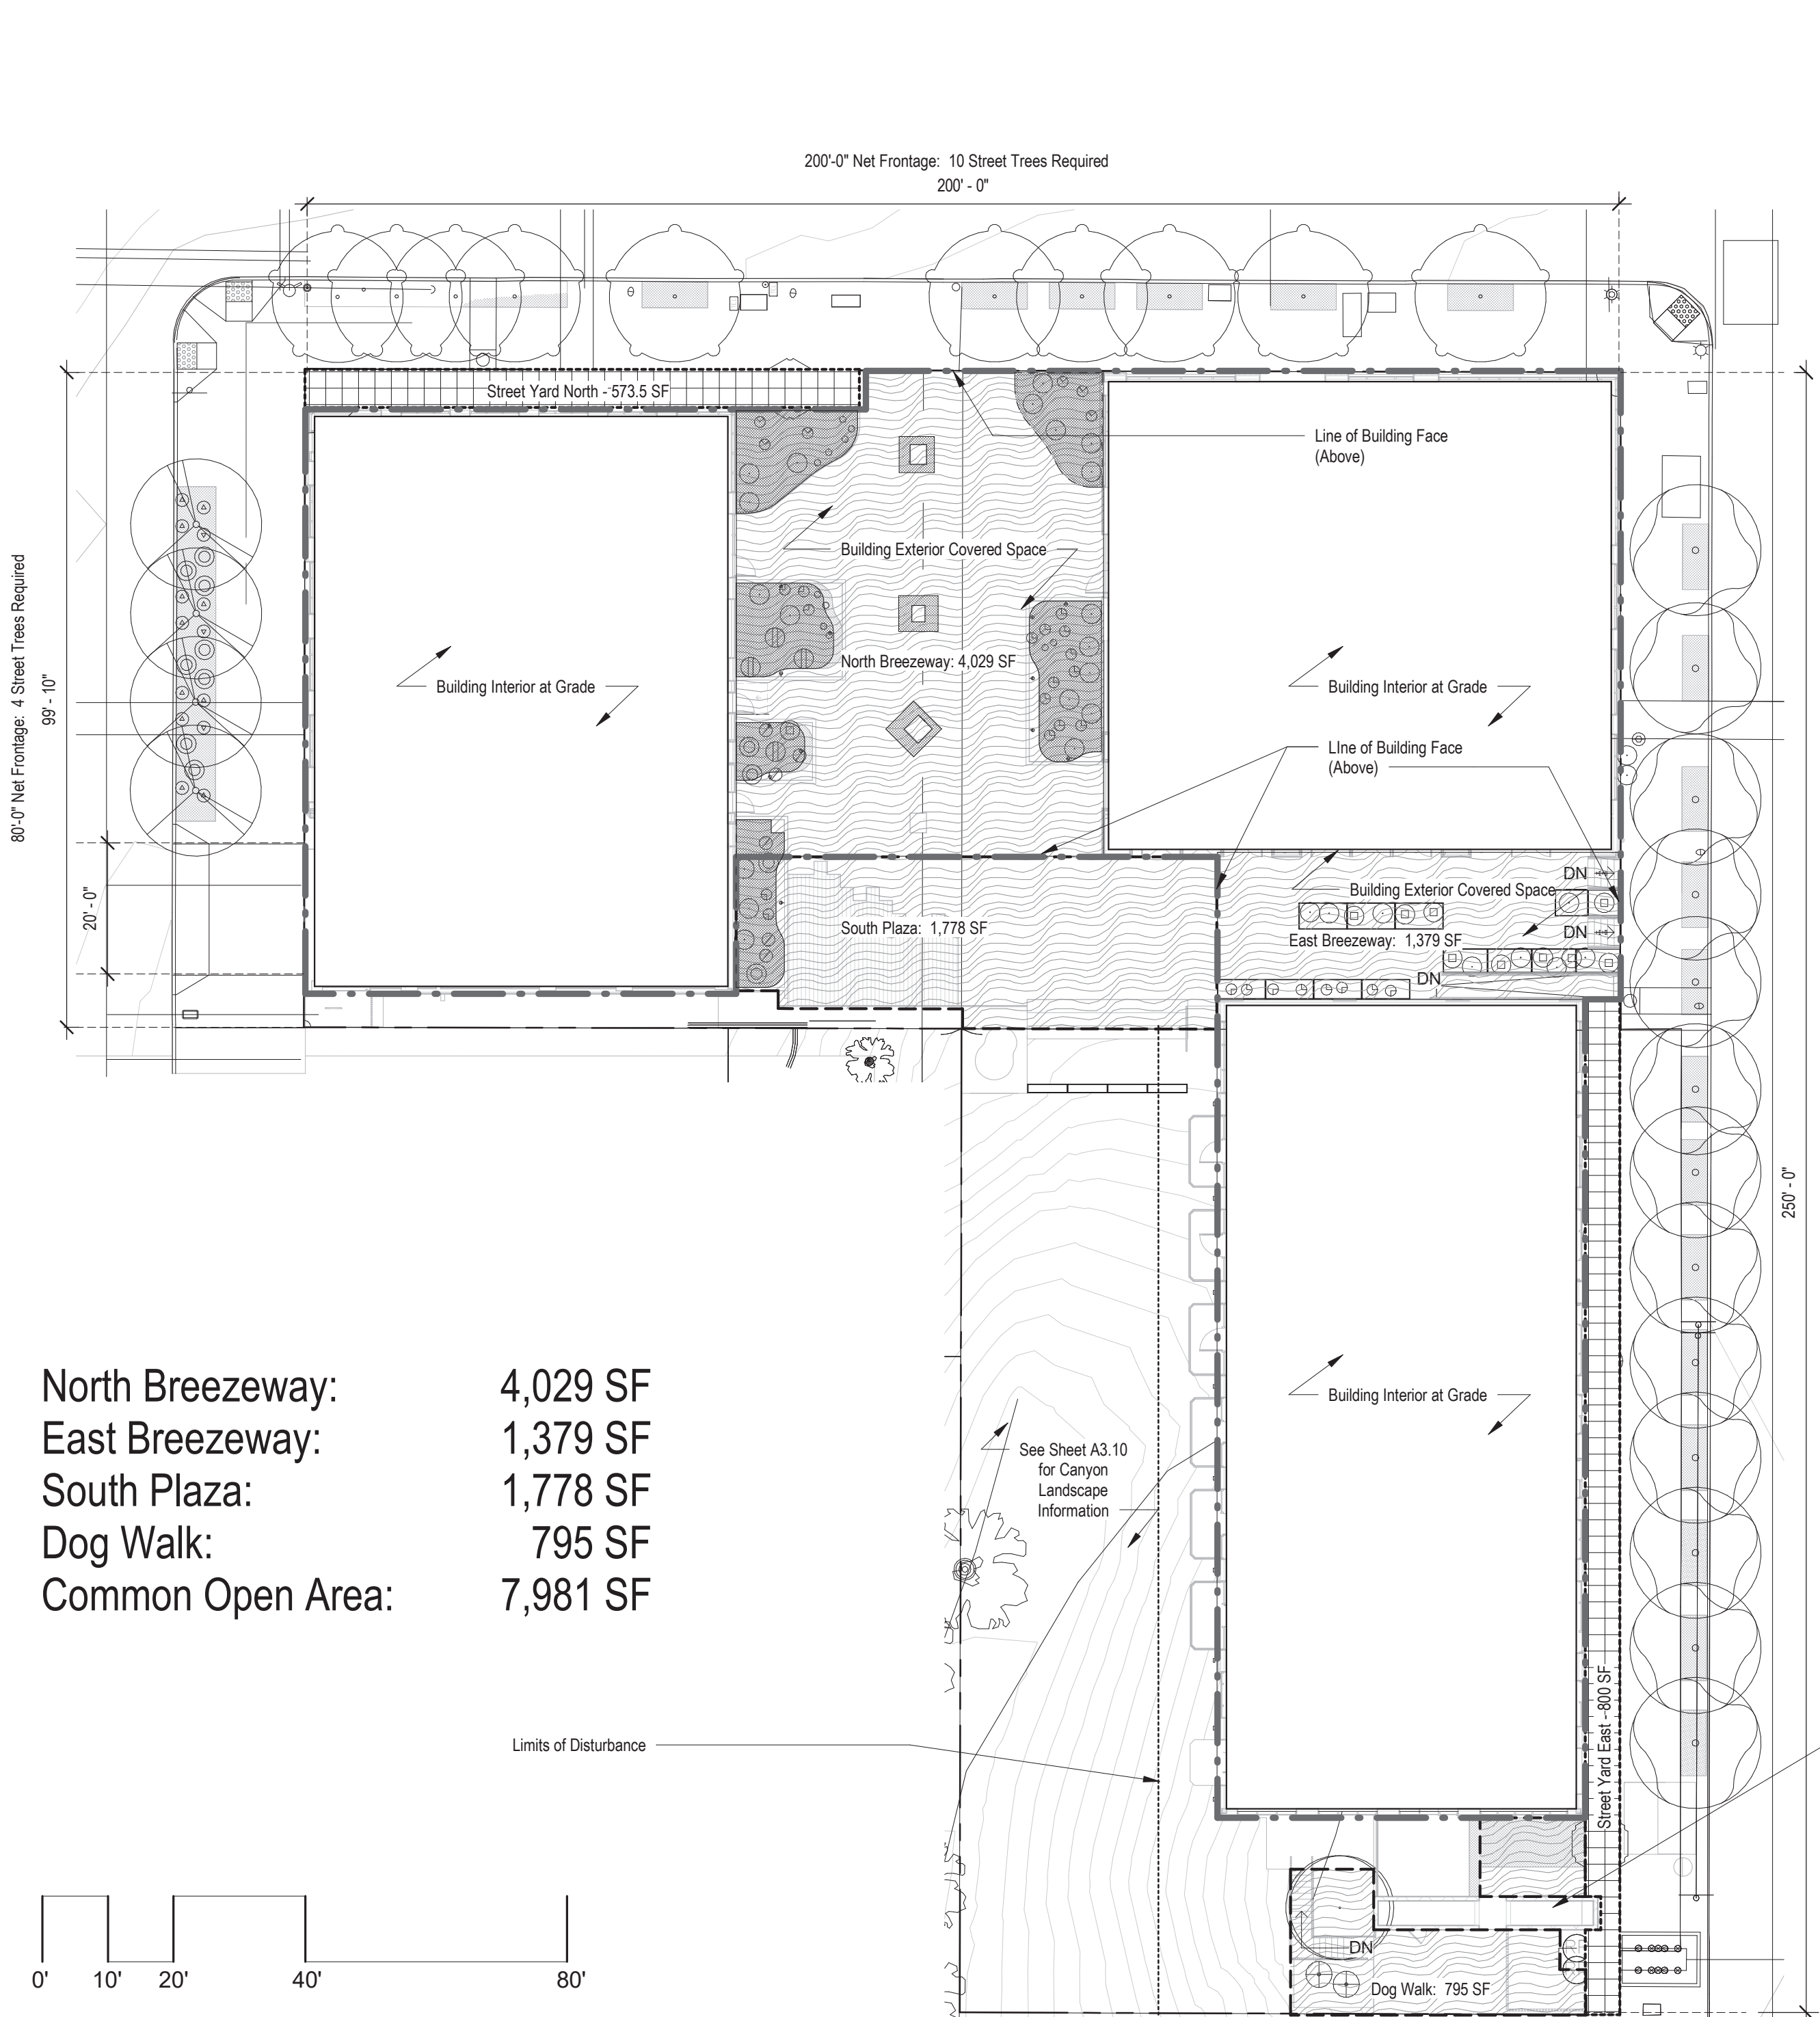 200'-0" Net Frontage:  10 Street Trees Required
200' - 0"
Street Yard North - 573.5 SF
Line of Building Face
(Above)
Building Exterior Covered Space
80'-0" Net Frontage:  4 Street Trees Required
99' - 10"
North Breezeway: 4,029 SF
Building Interior at Grade
Building Interior at Grade
LIne of Building Face
(Above)
20' - 0"
DN
Building Exterior Covered Space
South Plaza:  1,778 SF
DN
East Breezeway:  1,379 SF
DN
250' - 0"
North Breezeway: 4,029 SF
East Breezeway: 1,379 SF
South Plaza: 1,778 SF
Dog Walk: 795 SF
Common Open Area: 7,981 SF
Building Interior at Grade
See Sheet A3.10
for Canyon
Landscape
Information
Street Yard East - 800 SF
Limits of Disturbance
DN
Dog Walk:  795 SF
0' 10' 20' 40' 80'